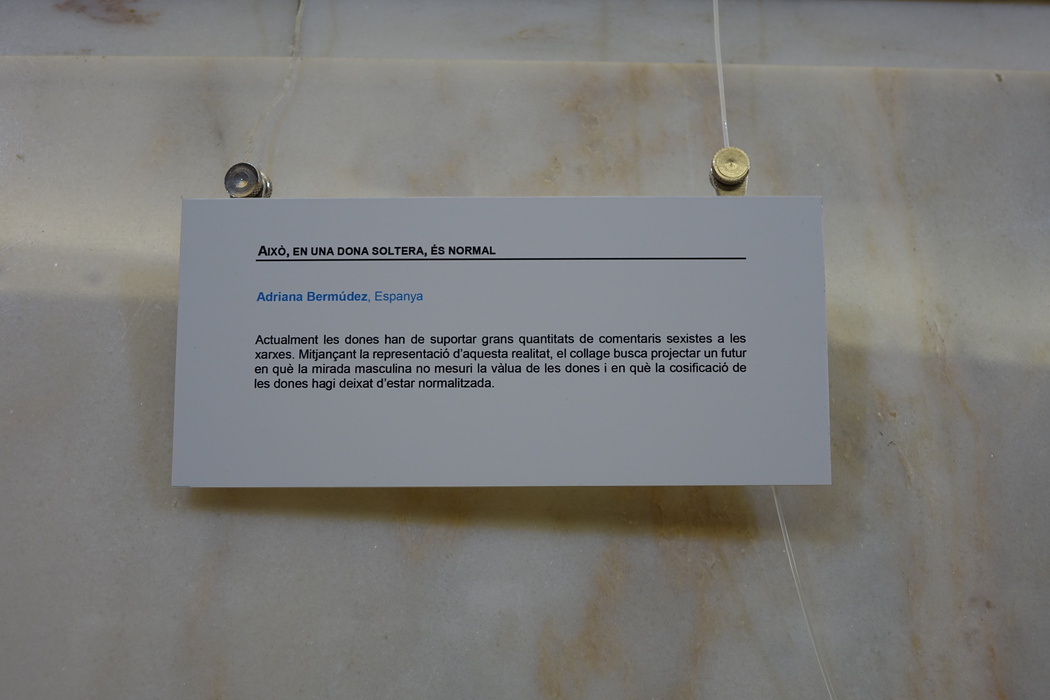 AIXÒ, EN UNA DONA SOLTERA, ÉS NORMAL
Adriana Bermúdez, Espanya
Actualment les dones han de suportar grans quantitats de comentaris sexistes a les
xarxes. Mitjançant la representació d'aquesta realitat, el collage busca projectar un futur
en què la mirada masculina no mesuri la vàlua de les dones i en què la cosificació de
les dones hagi deixat d'estar normalitzada.